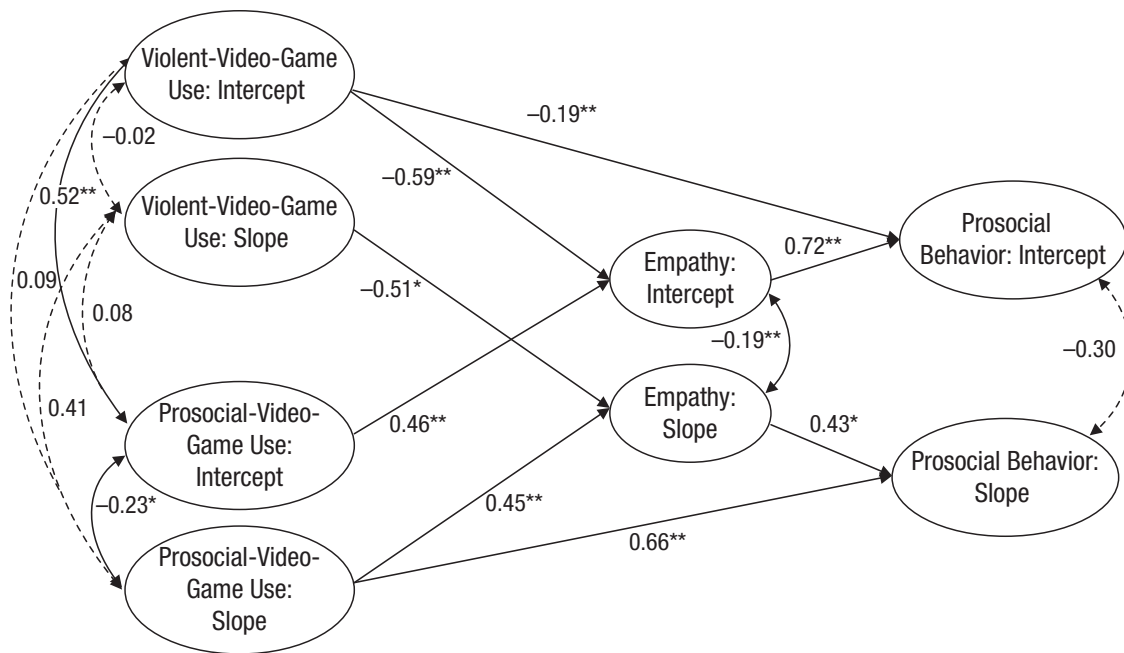 Violent-Video-Game
Use: Intercept
–0.19**
–0.02
–0.59**
0.52**
Violent-Video-Game
Use: Slope
Prosocial
Behavior: Intercept
0.72**
Empathy:
Intercept
0.09
–0.51*
0.08
–0.19**
–0.30
Empathy:
Slope
0.41
Prosocial-Video-
Game Use:
Intercept
0.46**
0.43*
Prosocial Behavior:
Slope
–0.23*
0.45**
0.66**
Prosocial-Video-
Game Use:
Slope